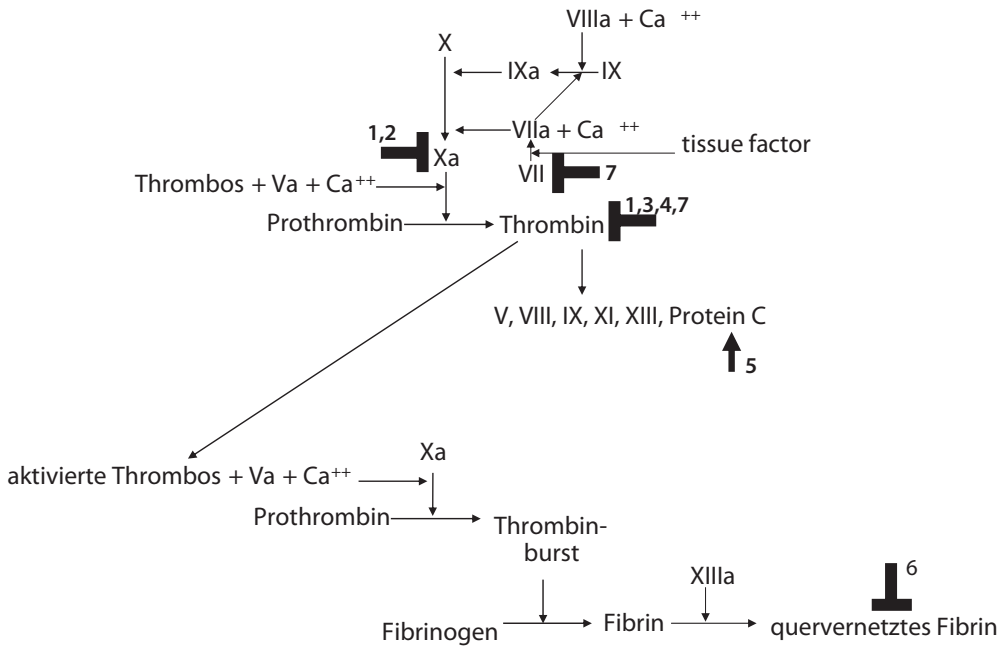 VIIIa + Ca ++
X
IXa
IX
1,2
VIIa + Ca ++
tissue factor
Xa
VII
7
Thrombos + Va + Ca++
1,3,4,7
Prothrombin
Thrombin
V, VIII, IX, XI, XIII, Protein C
5
Xa
aktivierte Thrombos + Va + Ca++
Prothrombin
Thrombin-
burst
XIIIa
6
Fibrinogen
Fibrin
quervernetztes Fibrin